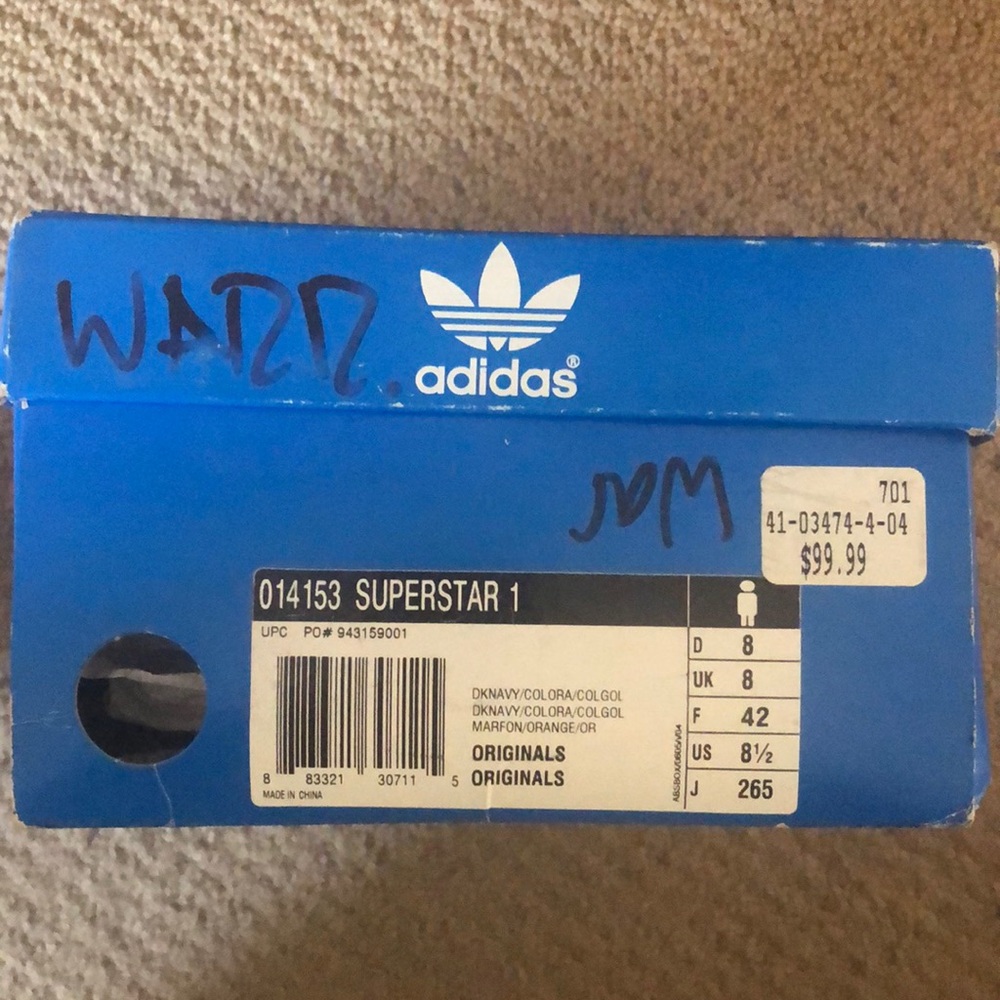 WARR.
adidas®
War
701
41-03474-4-04
$99.99
014153 SUPERSTAR 1
UPC PO# 943159001
DKNAVY/COLORA/COLGOL
DKNAVY/COLORA/COLGOL
MARFON/ORANGE/OR
ORIGINALS
ORIGINALS
8 83321 30711 5
MADE IN CHINA
D 8
UK 8
F 42
US 8½
J 265